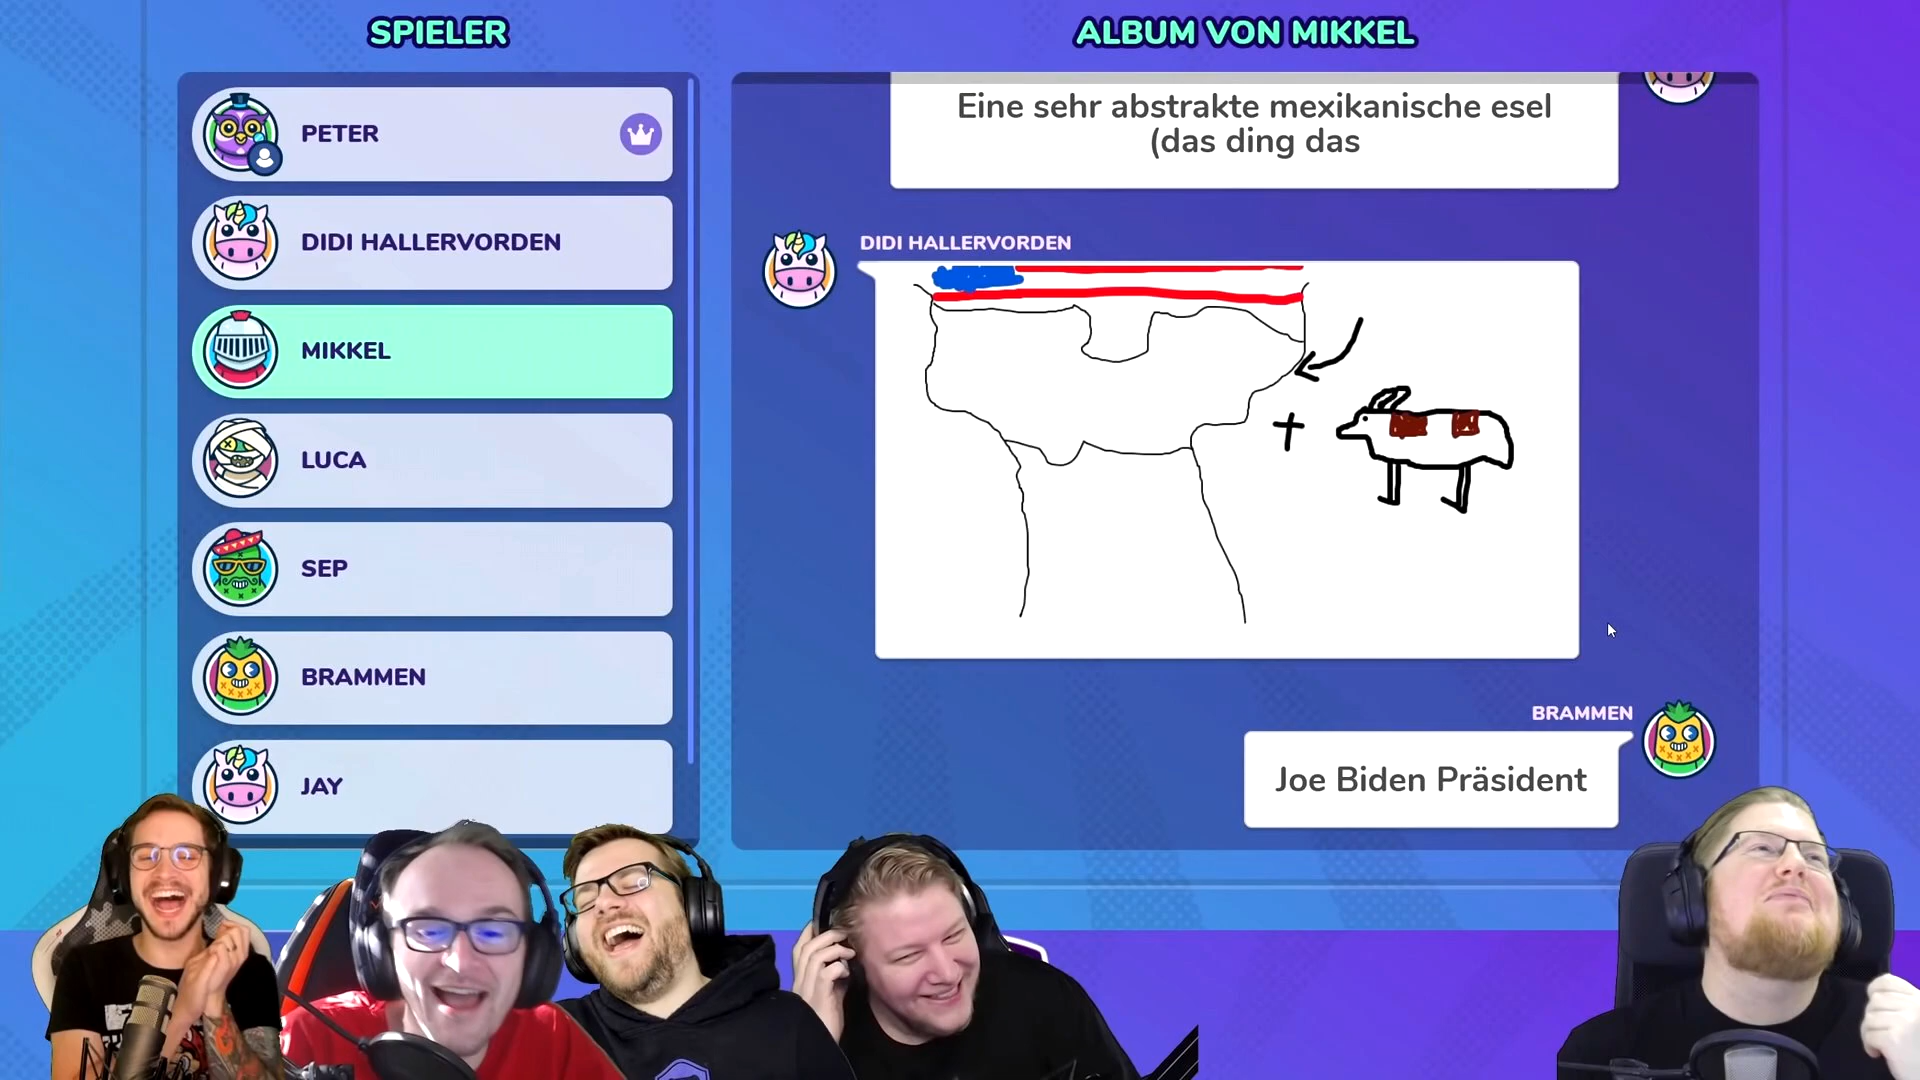 SPIELER
PETER
DIDI HALLERVORDEN
MIKKEL
LUCA
SEP
BRAMMEN
JAY
ALBUM VON MIKKEL
Eine sehr abstrakte mexikanische esel
(das ding das
DIDI HALLERVORDEN
+
BRAMMEN
Joe Biden Präsident